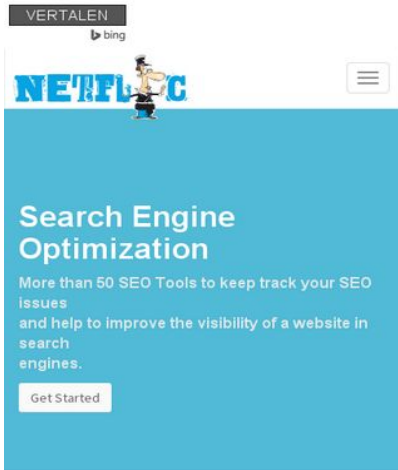 VERTALEN
bing
NETFLIC
Search Engine
Optimization
More than 50 SEO Tools to keep track your SEO
issues
and help to improve the visibility of a website in
search
engines.
Get Started